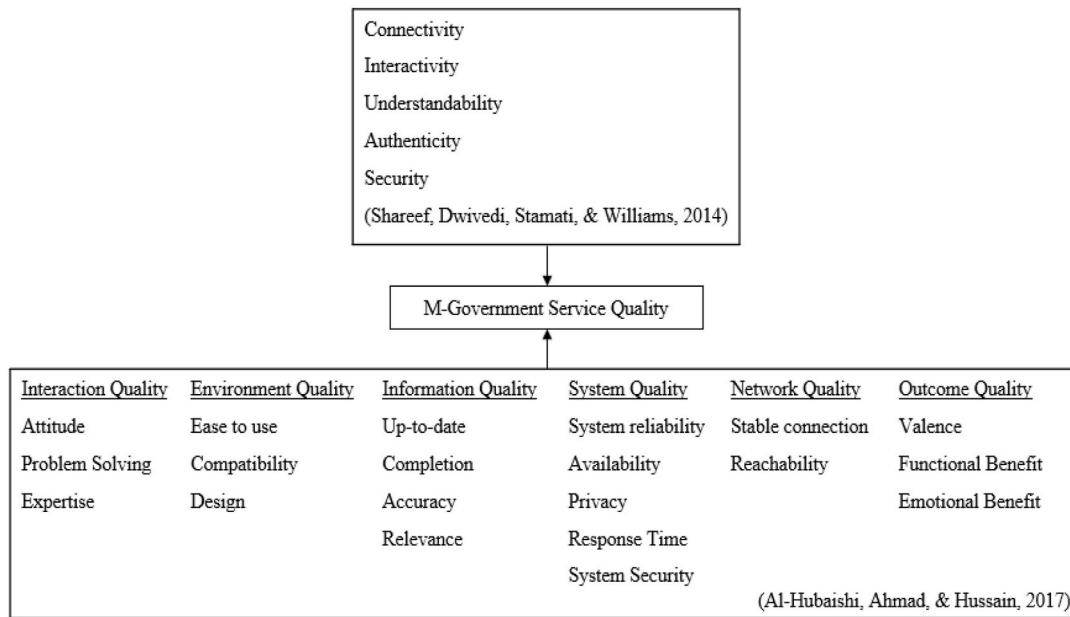 Connectivity
Interactivity
Understandability
Authenticity
Security
(Shareef, Dwivedi, Stamati, & Williams, 2014)
M-Government Service Quality
Interaction Quality
Attitude
Problem Solving
Expertise
Environment Quality
Ease to use
Compatibility
Design
Information Quality
Up-to-date
Completion
Accuracy
Relevance
System Quality
System reliability
Availability
Privacy
Response Time
System Security
Network Quality
Stable connection
Reachability
Outcome Quality
Valence
Functional Benefit
Emotional Benefit
(Al-Hubaishi, Ahmad, & Hussain, 2017)